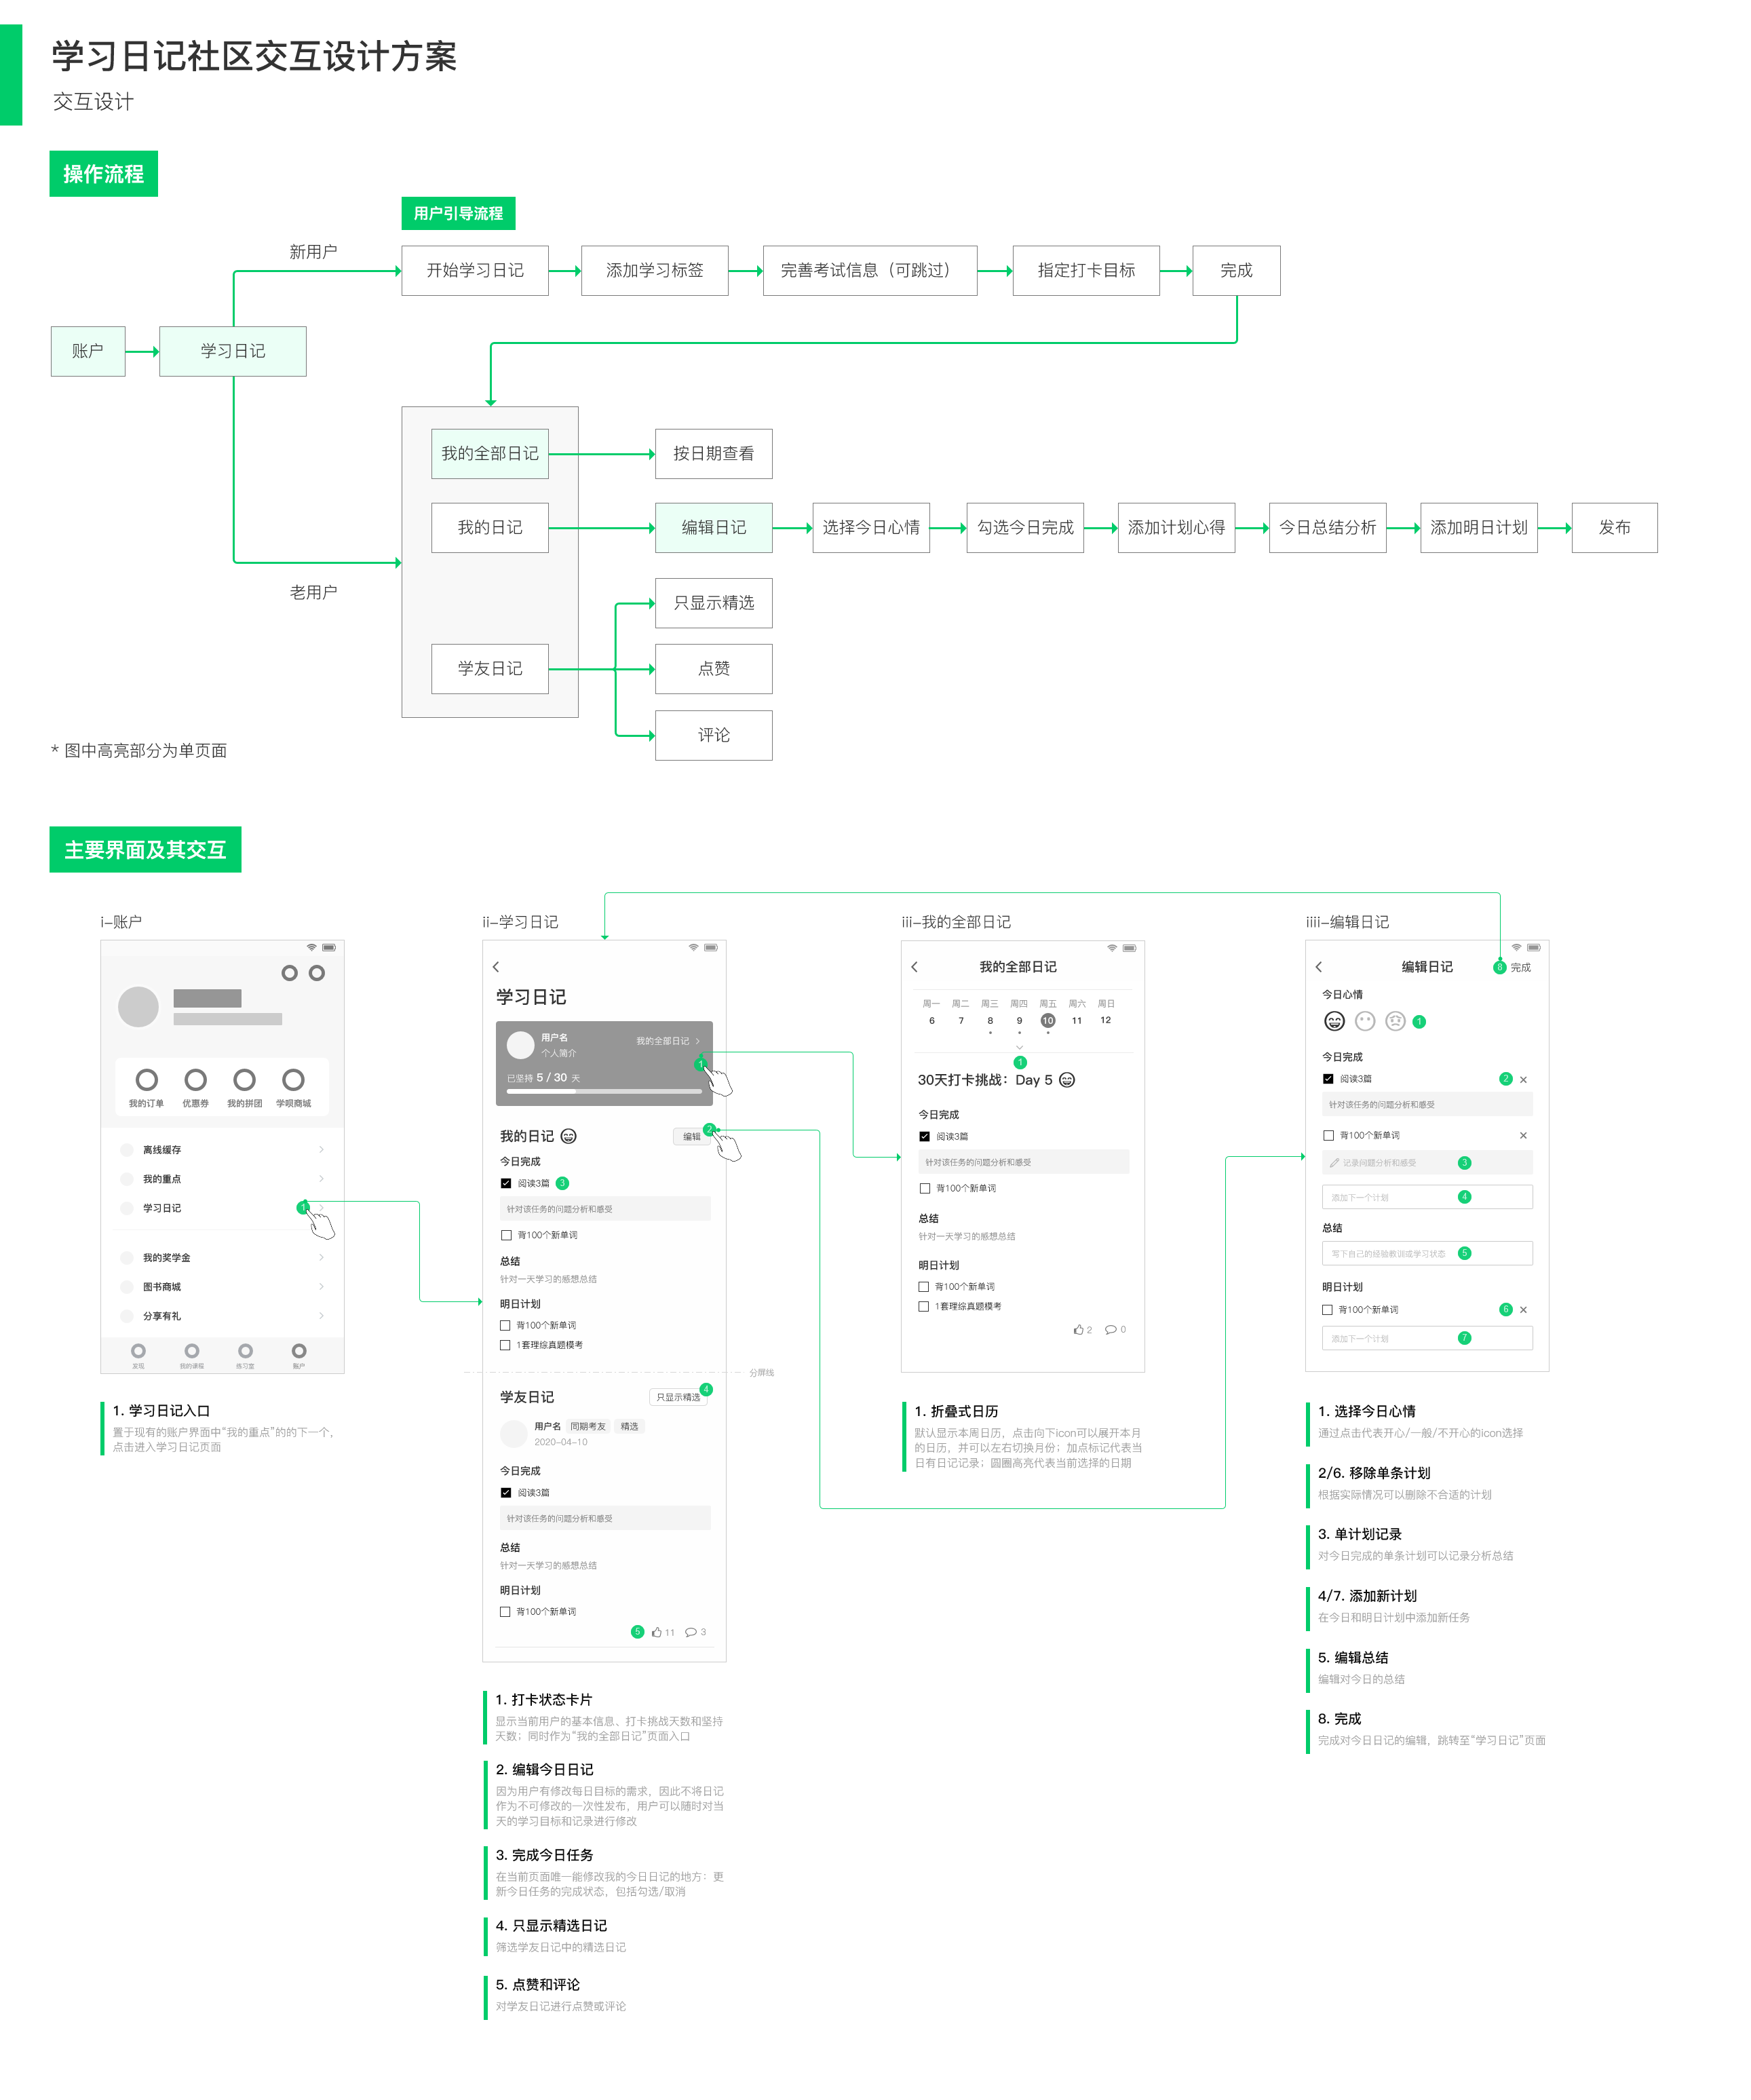 学习日记社区交互设计方案
交互设计
操作流程
用户引导流程
新用户
开始学习日记
添加学习标签
完善考试信息（可跳过）
指定打卡目标
完成
账户
学习日记
我的全部日记
按日期查看
我的日记
编辑日记
选择今日心情
勾选今日完成
添加计划心得
今日总结分析
添加明日计划
发布
老用户
只显示精选
学友日记
点赞
评论
* 图中高亮部分为单页面
主要界面及其交互
i-账户
我的订单
优惠券
我的拼团
学呗商城
离线缓存
我的重点
学习日记
1
我的奖学金
图书商城
分享有礼
发现
我的课程
练习室
账户
1. 学习日记入口
置于现有的账户界面中“我的重点”的的下一个，
点击进入学习日记页面
ii-学习日记
学习日记
用户名
个人简介
我的全部日记
已坚持 5 / 30 天
1
我的日记
编辑
2
今日完成
阅读3篇
3
针对该任务的问题分析和感受
背100个新单词
总结
针对一天学习的感想总结
明日计划
背100个新单词
1套理综真题模考
分屏线
学友日记
只显示精选
4
用户名
同期考友
精选
2020-04-10
今日完成
阅读3篇
针对该任务的问题分析和感受
总结
针对一天学习的感想总结
明日计划
背100个新单词
5
11
3
1. 打卡状态卡片
显示当前用户的基本信息、打卡挑战天数和坚持
天数；同时作为“我的全部日记”页面入口
2. 编辑今日日记
因为用户有修改每日目标的需求，因此不将日记
作为不可修改的一次性发布，用户可以随时对当
天的学习目标和记录进行修改
3. 完成今日任务
在当前页面唯一能修改我的今日日记的地方：更
新今日任务的完成状态，包括勾选/取消
4. 只显示精选日记
筛选学友日记中的精选日记
5. 点赞和评论
对学友日记进行点赞或评论
iii-我的全部日记
我的全部日记
周一 周二 周三 周四 周五 周六 周日
6 7 8 9 10 11 12
1
30天打卡挑战：Day 5
今日完成
阅读3篇
针对该任务的问题分析和感受
背100个新单词
总结
针对一天学习的感想总结
明日计划
背100个新单词
1套理综真题模考
2
0
1. 折叠式日历
默认显示本周日历，点击向下icon可以展开本月
的日历，并可以左右切换月份；加点标记代表当
日有日记记录；圆圈高亮代表当前选择的日期
iiii-编辑日记
编辑日记
8
完成
今日心情
1
今日完成
阅读3篇
2
针对该任务的问题分析和感受
背100个新单词
记录问题分析和感受
3
添加下一个计划
4
总结
写下自己的经验教训或学习状态
5
明日计划
背100个新单词
6
添加下一个计划
7
1. 选择今日心情
通过点击代表开心/一般/不开心的icon选择
2/6. 移除单条计划
根据实际情况可以删除不合适的计划
3. 单计划记录
对今日完成的单条计划可以记录分析总结
4/7. 添加新计划
在今日和明日计划中添加新任务
5. 编辑总结
编辑对今日的总结
8. 完成
完成对今日日记的编辑，跳转至“学习日记”页面